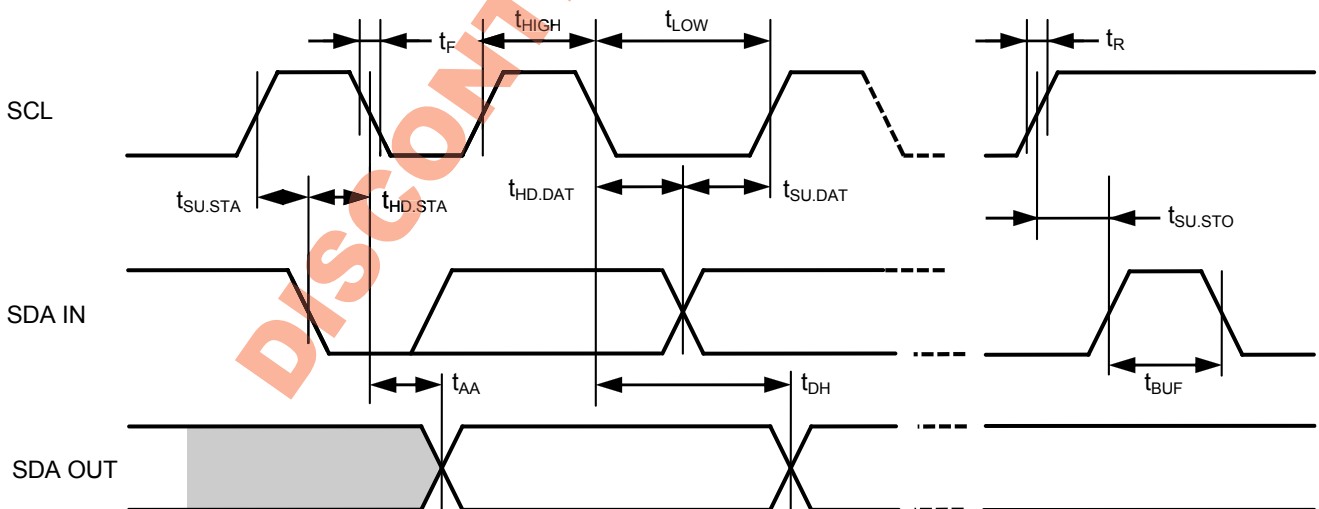 tHIGH tLOW
tF tR
SCL
tSU.STA tHD.STA tHD.DAT tSU.DAT
tSU.STO
SDA IN
tAA tDH tBUF
SDA OUT